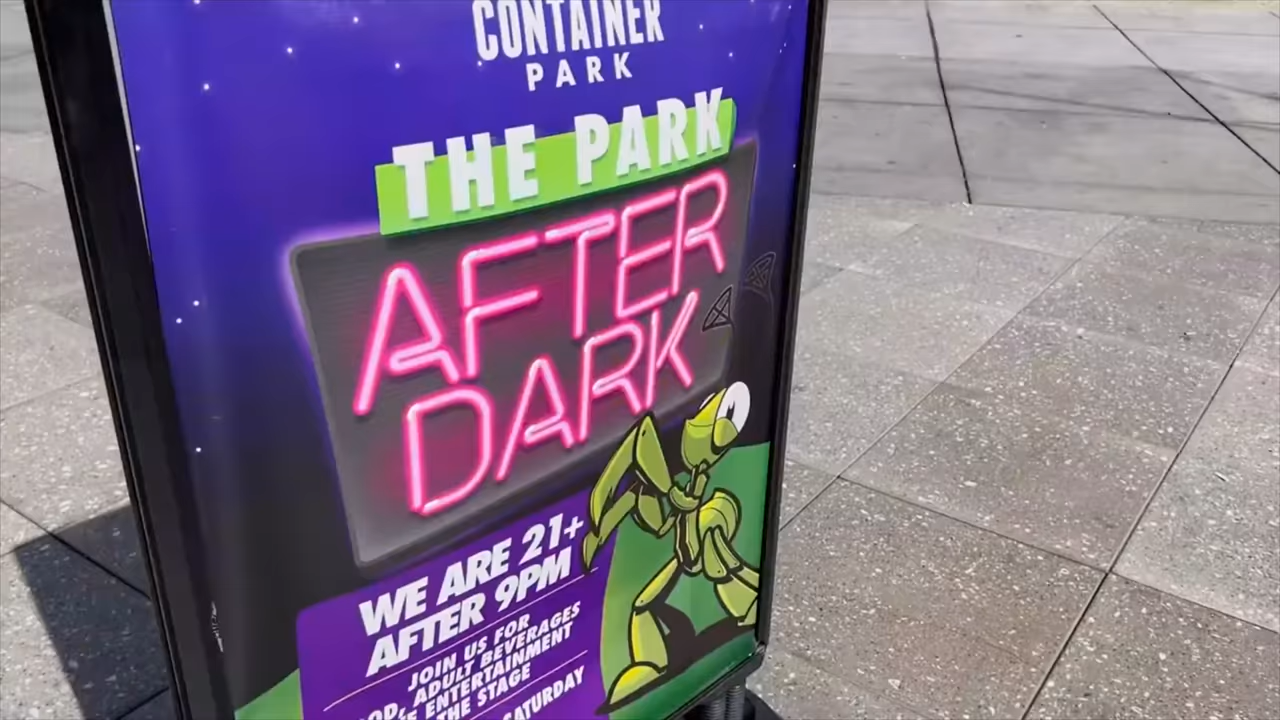 CONTAINER
PARK
THE PARK
AFTER
DARK
WE ARE 21+
AFTER 9PM
JOIN US FOR
ADULT BEVERAGES
ENTERTAINMENT
THE STAGE
SATURDAY